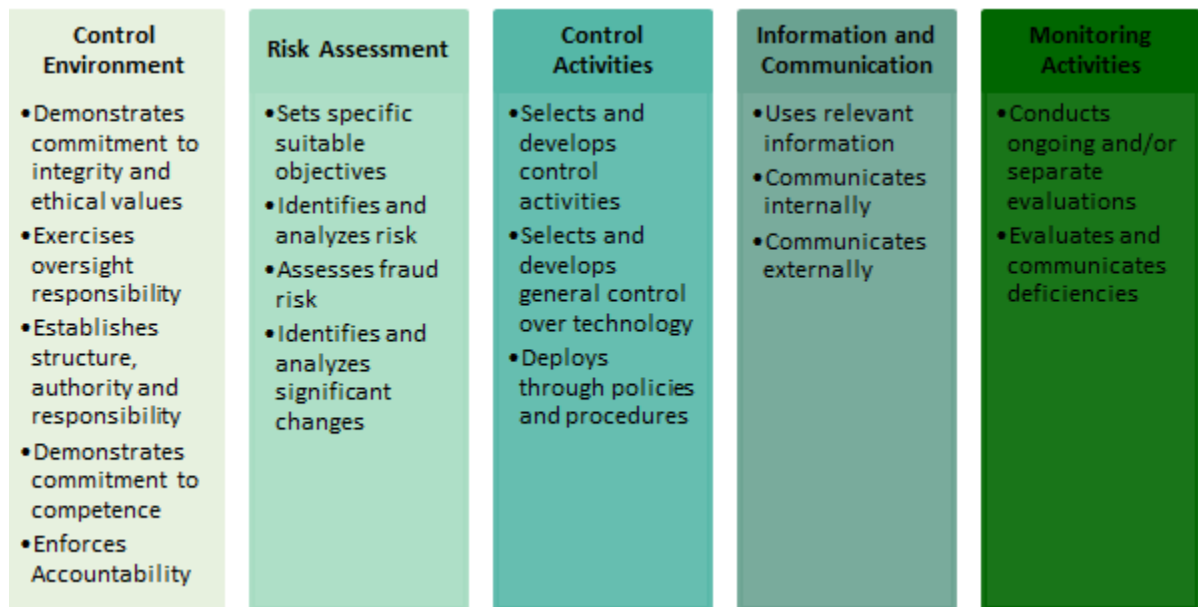 Control
Environment
•Demonstrates
commitment to
integrity and
ethical values
•Exercises
oversight
responsibility
•Establishes
structure,
authority and
responsibility
•Demonstrates
commitment to
competence
•Enforces
Accountability
Risk Assessment
•Sets specific
suitable
objectives
•Identifies and
analyzes risk
•Assesses fraud
risk
•Identifies and
analyzes
significant
changes
Control
Activities
•Selects and
develops
control
activities
•Selects and
develops
general control
over technology
•Deploys
through policies
and procedures
Information and
Communication
•Uses relevant
information
•Communicates
internally
•Communicates
externally
Monitoring
Activities
•Conducts
ongoing and/or
separate
evaluations
•Evaluates and
communicates
deficiencies